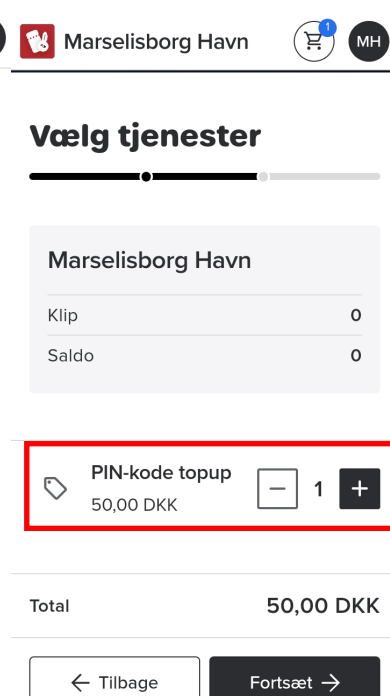 Marselisborg Havn
1
MH
Vælg tjenester
Marselisborg Havn
Klip 0
Saldo 0
PIN-kode topup
50,00 DKK
1
Total 50,00 DKK
Tilbage
Fortsæt